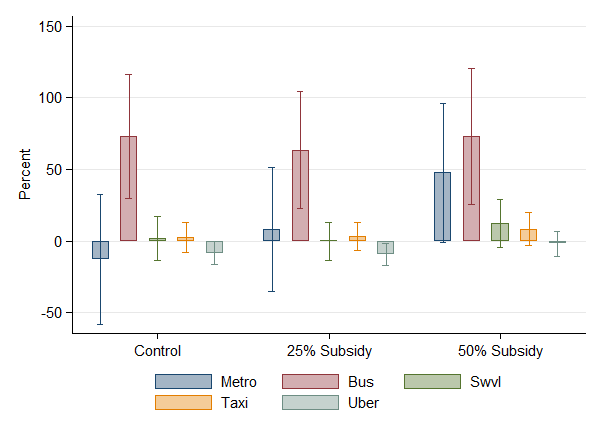 150
100
50
0
-50
Percent
Control 25% Subsidy 50% Subsidy
Metro Bus Swvl
Taxi Uber